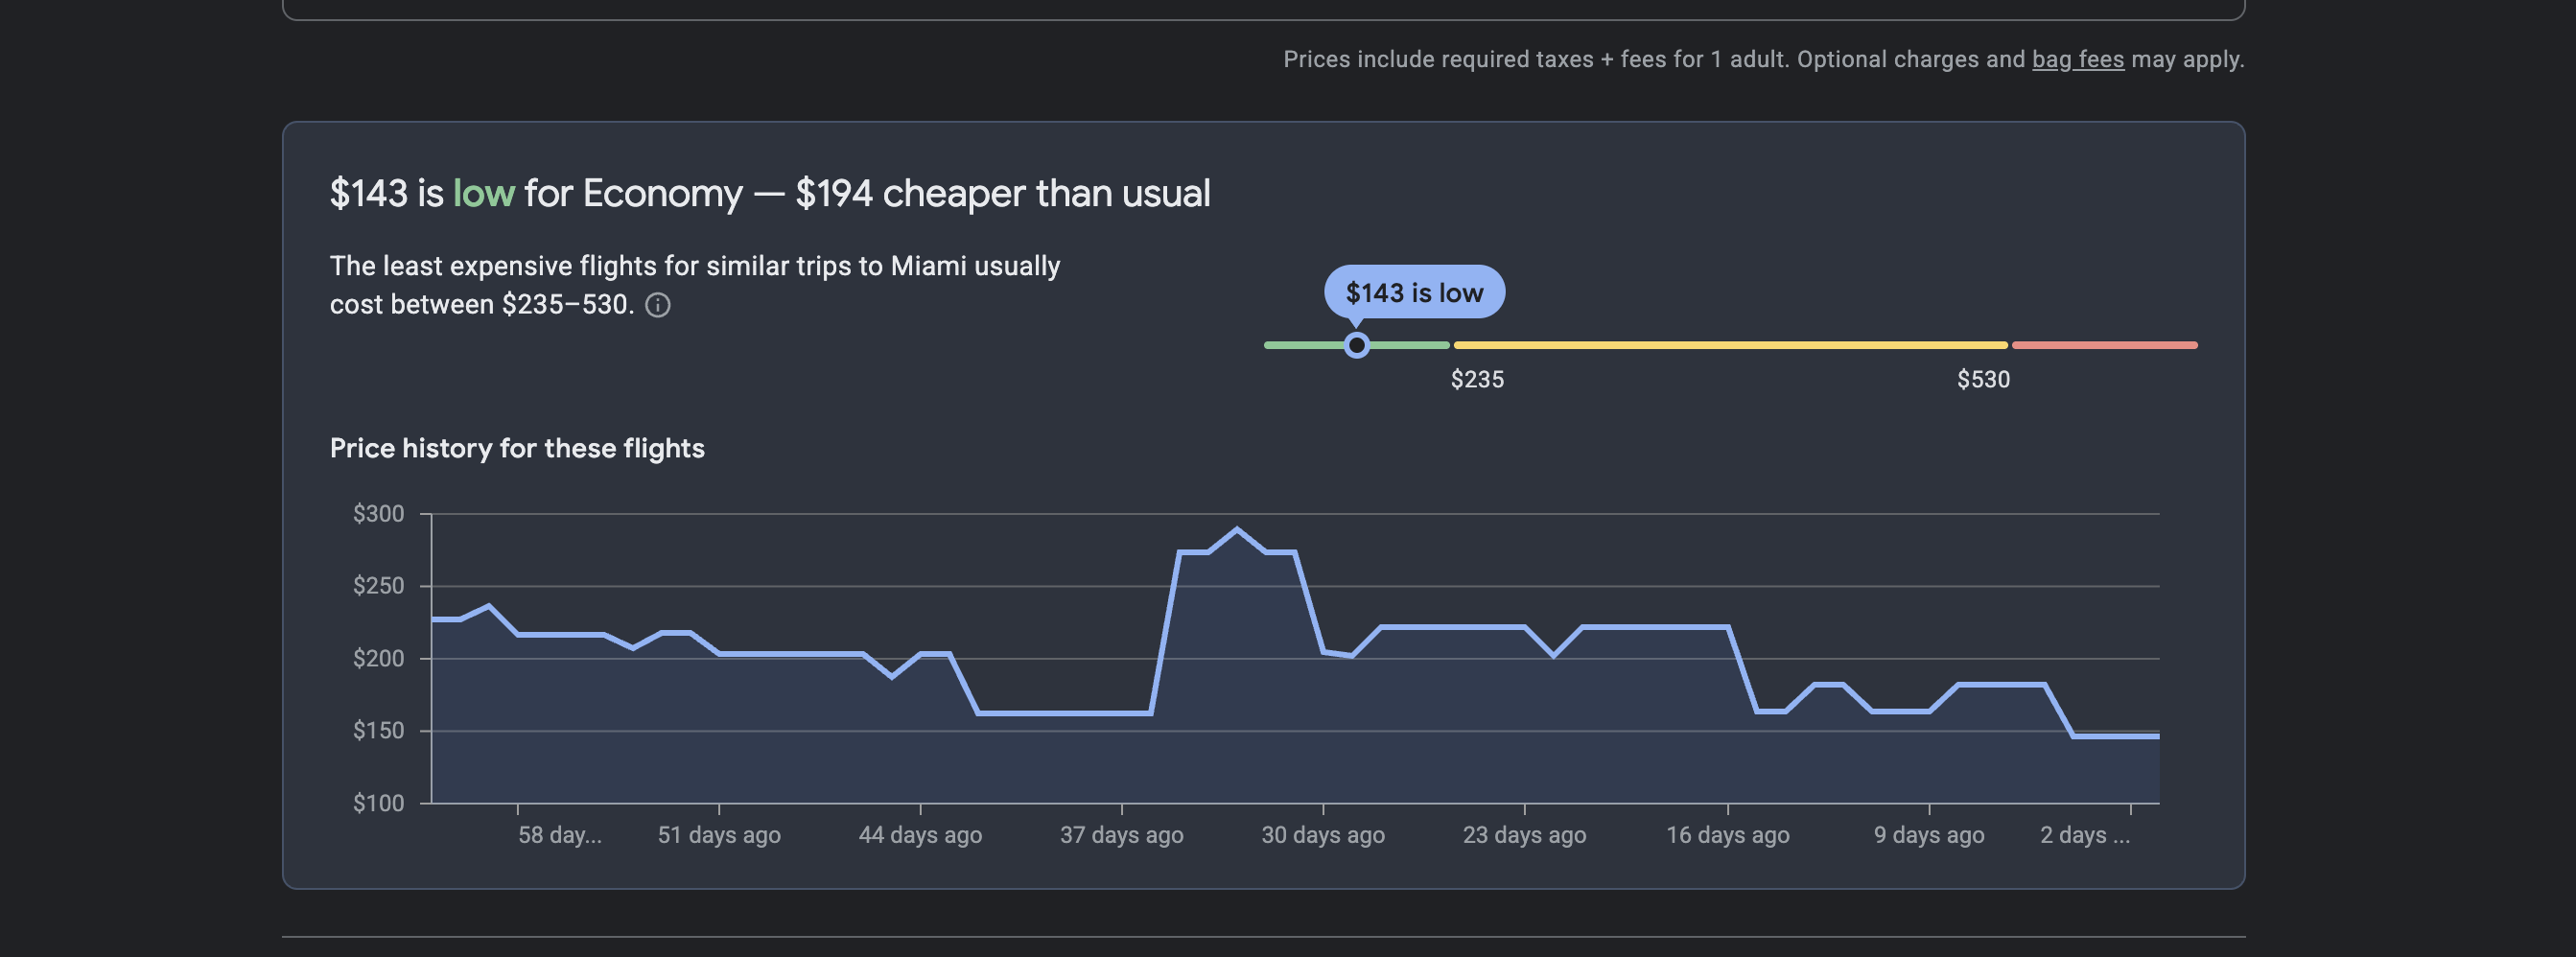 Prices include required taxes + fees for 1 adult. Optional charges and bag fees may apply.
$143 is low for Economy — $194 cheaper than usual
The least expensive flights for similar trips to Miami usually
cost between $235–530.
$143 is low
$235
$530
Price history for these flights
$300
$250
$200
$150
$100
58 day...
51 days ago
44 days ago
37 days ago
30 days ago
23 days ago
16 days ago
9 days ago
2 days ...